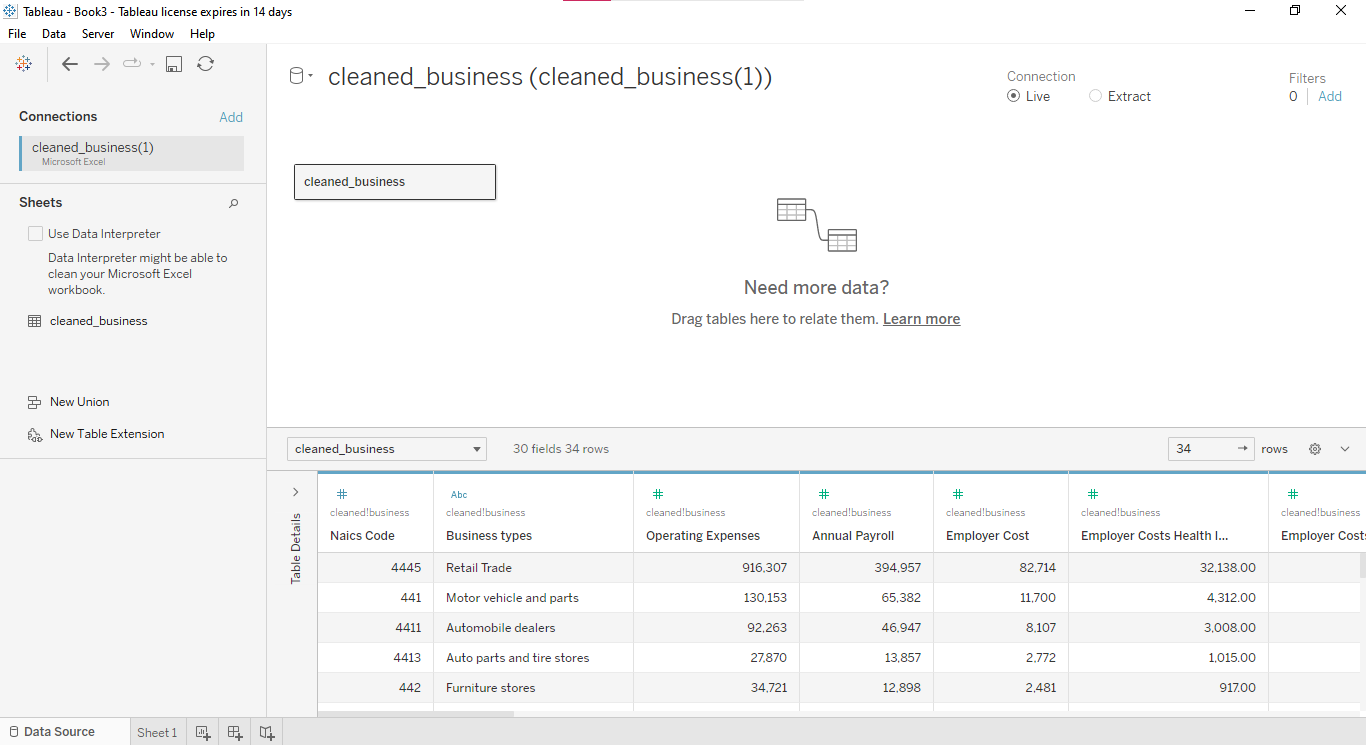 Tableau - Book3 - Tableau license expires in 14 days
File Data Server Window Help
cleaned_business (cleaned_business(1))
Connection
Live Extract
Filters
0 Add
Connections Add
cleaned_business(1)
Microsoft Excel
Sheets
Use Data Interpreter
Data Interpreter might be able to
clean your Microsoft Excel
workbook.
cleaned_business
New Union
New Table Extension
cleaned_business
Need more data?
Drag tables here to relate them. Learn more
cleaned_business 30 fields 34 rows 34 rows
Table Details
# Abc # # # # #
cleaned!business cleaned!business cleaned!business cleaned!business cleaned!business cleaned!business cleaned!business
Naics Code Business types Operating Expenses Annual Payroll Employer Cost Employer Costs Health I... Employer Costs
4445 Retail Trade 916,307 394,957 82,714 32,138.00
441 Motor vehicle and parts 130,153 65,382 11,700 4,312.00
4411 Automobile dealers 92,263 46,947 8,107 3,008.00
4413 Auto parts and tire stores 27,870 13,857 2,772 1,015.00
442 Furniture stores 34,721 12,898 2,481 917.00
Data Source Sheet 1